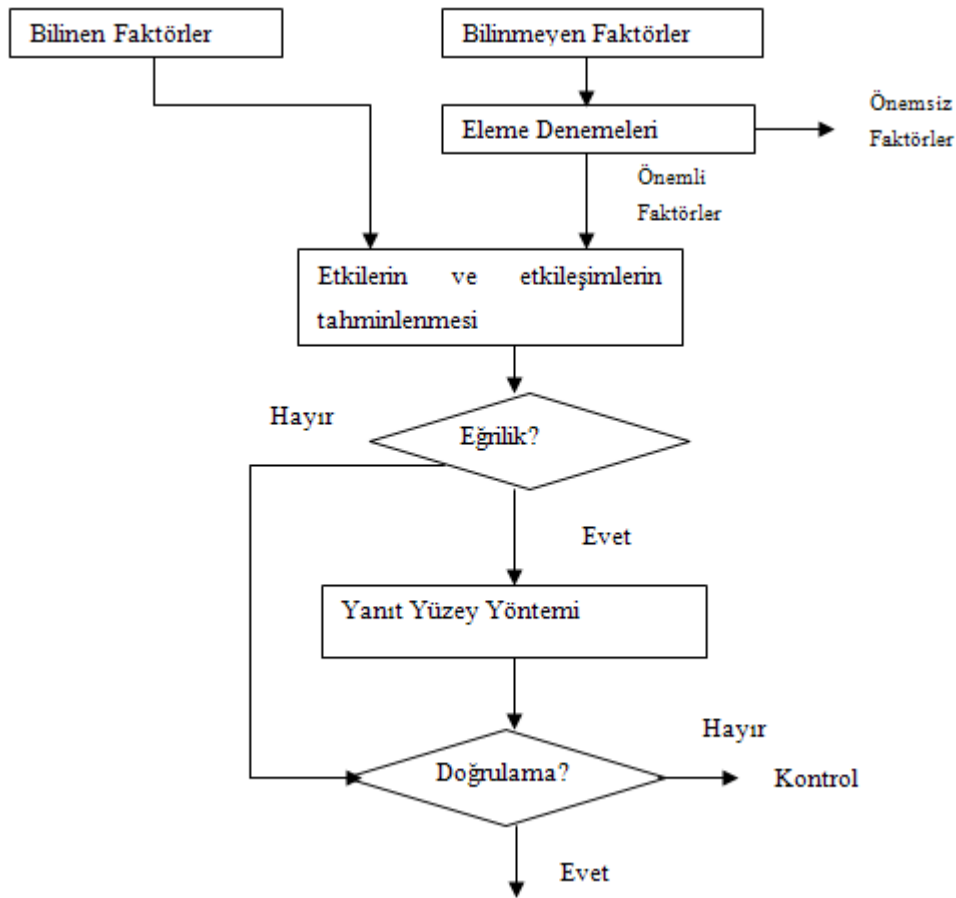 Bilinen Faktörler
Bilinmeyen Faktörler
Eleme Denemeleri
Önemsiz
Faktörler
Önemli
Faktörler
Etkilerin ve etkileşimlerin
tahminlenmesi
Hayır
Eğrilik?
Evet
Yanıt Yüzey Yöntemi
Hayır
Doğrulama?
Kontrol
Evet